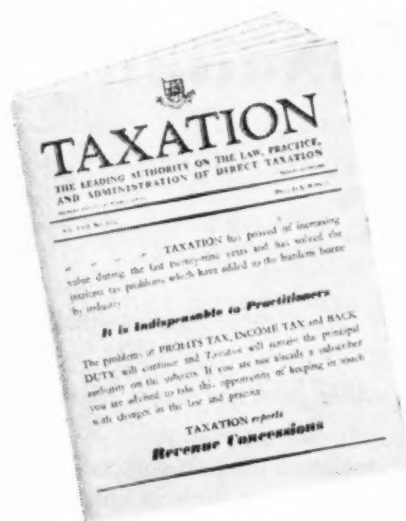 TAXATION
THE LEADING AUTHORITY ON THE LAW, PRACTICE,
AND ADMINISTRATION OF DIRECT TAXATION
TAXATION has proved of increasing
value during the last twenty-nine years and has solved the
intricate tax problems which have added to the burdens borne
by industry.
It is Indispensable to Practitioners
The problems of PROFITS TAX, INCOME TAX and BACK
DUTY will continue and Taxation will remain the principal
authority on the subjects. If you are not already a subscriber
you are advised to take this opportunity of keeping in touch
with changes in the law and practice.
TAXATION reports
Revenue Concessions